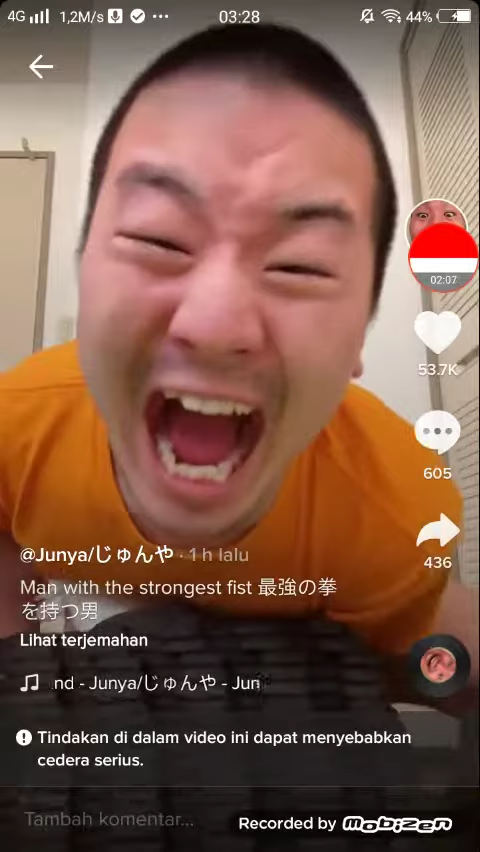 4G 1,2M/s ••• 03:28 44%
02:07
53.7K
605
436
@Junya/じゅんや · 1 h lalu
Man with the strongest fist 最強の拳
を持つ男
Lihat terjemahan
nd - Junya/じゅんや - Jun
Tindakan di dalam video ini dapat menyebabkan
cedera serius.
Tambah komentar...
Recorded by mobizen